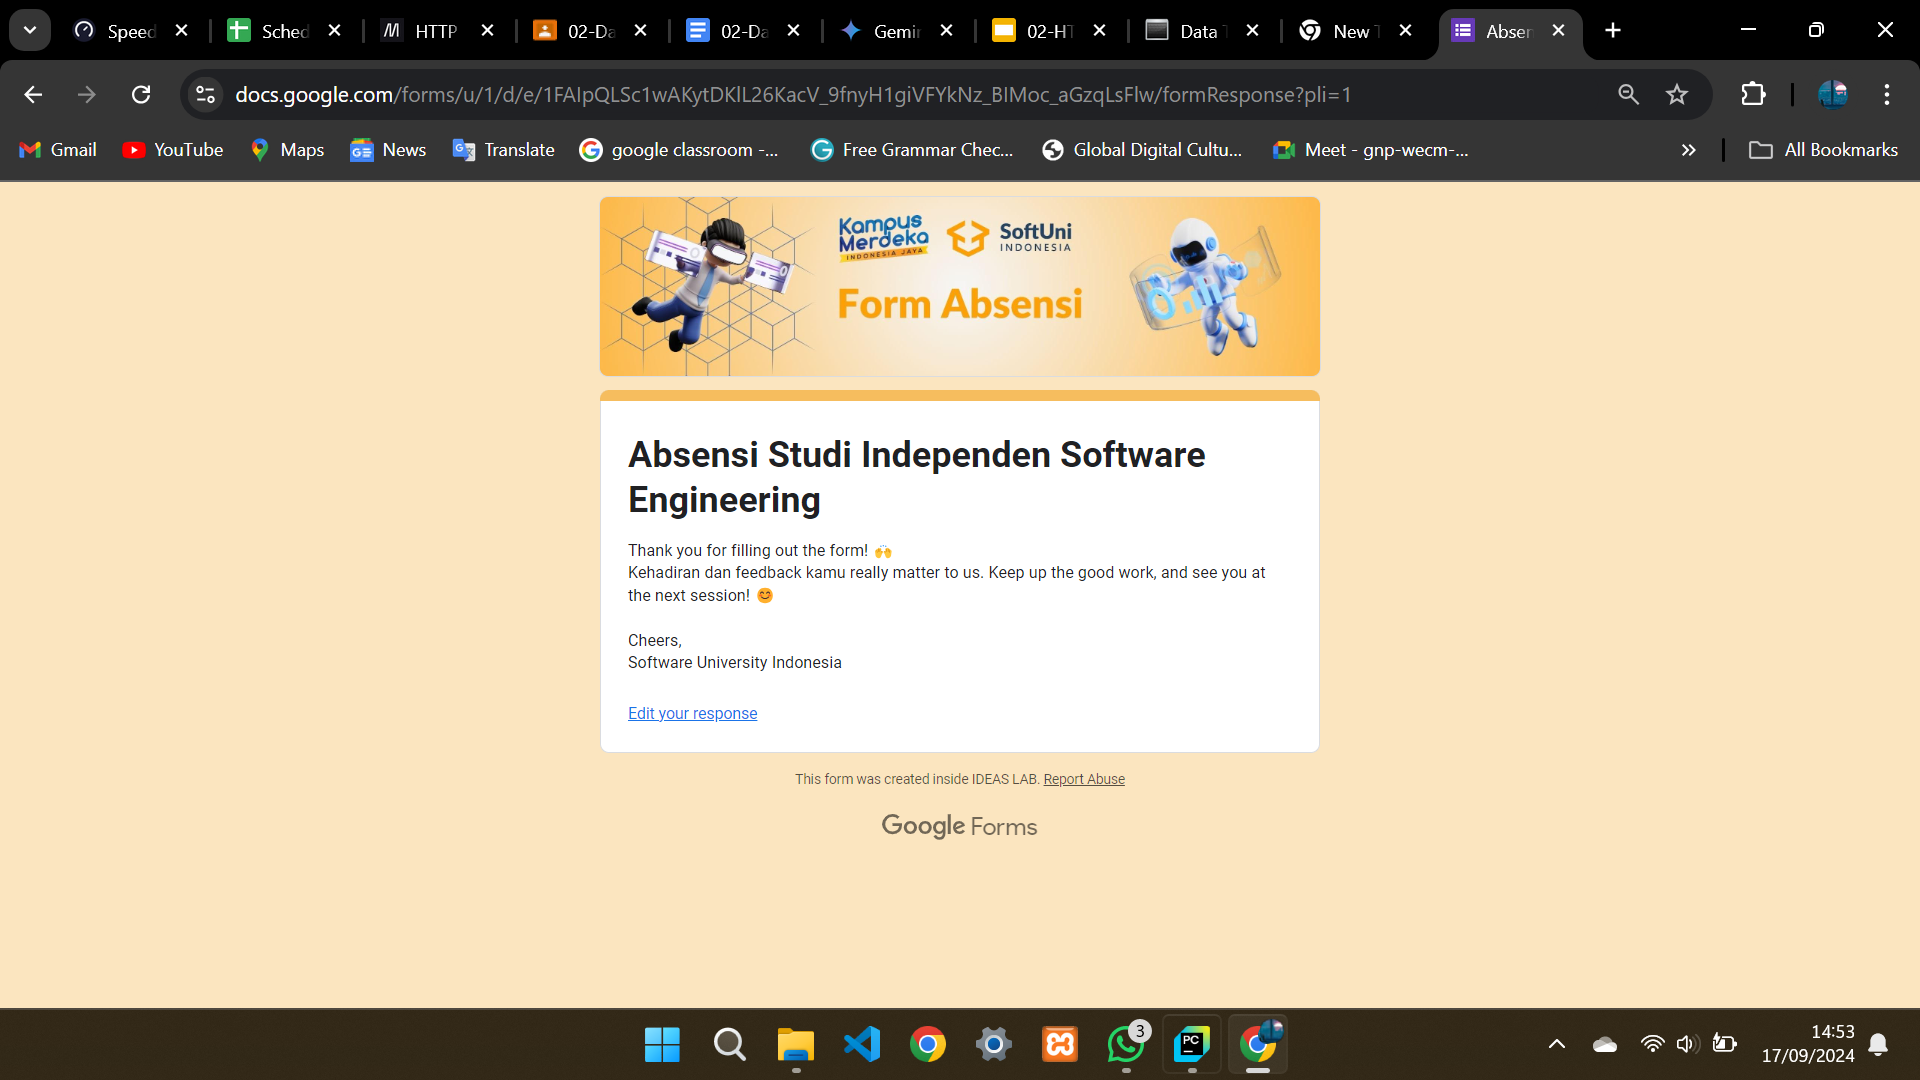 Speed
Sched
HTTP
02-Da
02-Da
Gemin
02-HT
Data T
New T
Absen
docs.google.com/forms/u/1/d/e/1FAIpQLSc1wAKytDKlL26KacV_9fnyH1giVFYkNz_BIMoc_aGzqLsFlw/formResponse?pli=1
Gmail
YouTube
Maps
News
Translate
google classroom -...
Free Grammar Chec...
Global Digital Cultu...
Meet - gnp-wecm-...
All Bookmarks
Kampus
Merdeka
INDONESIA JAYA
SoftUni
INDONESIA
Form Absensi
Absensi Studi Independen Software
Engineering
Thank you for filling out the form! 🙌
Kehadiran dan feedback kamu really matter to us. Keep up the good work, and see you at
the next session! 😊
Cheers,
Software University Indonesia
Edit your response
This form was created inside IDEAS LAB. Report Abuse
Google Forms
3
PC
14:53
17/09/2024